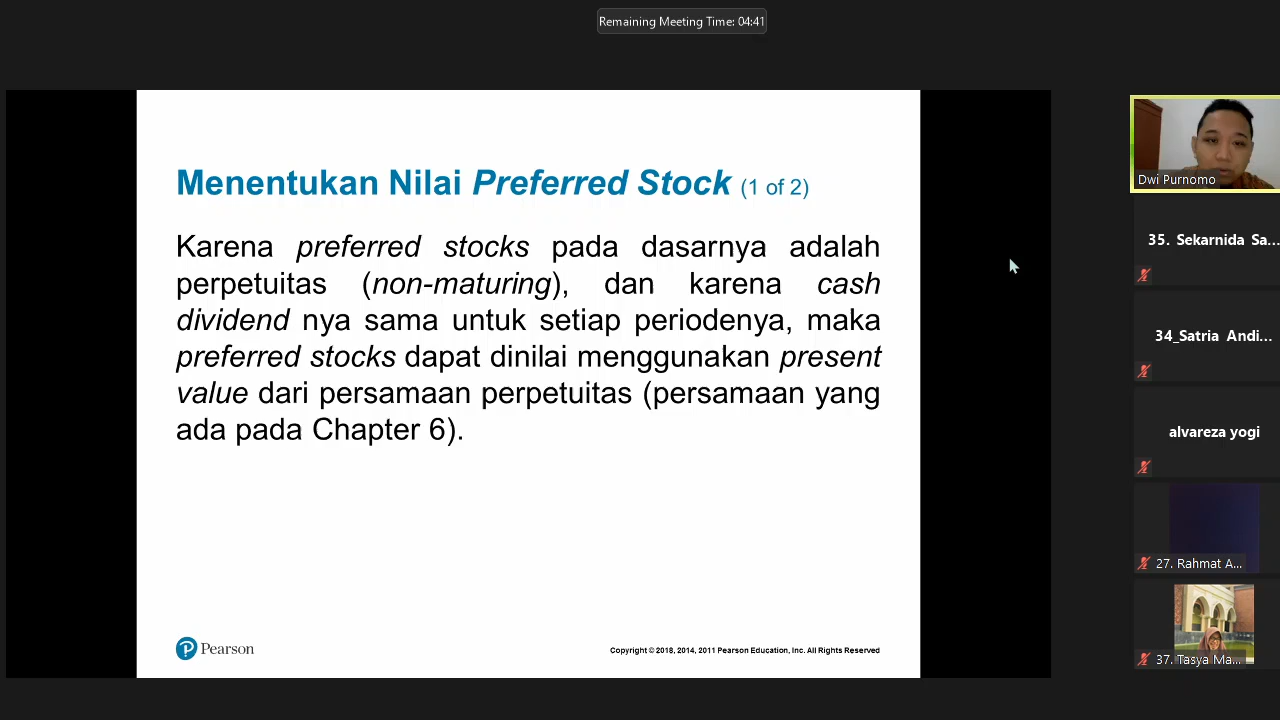 Remaining Meeting Time: 04:41
Menentukan Nilai Preferred Stock (1 of 2)
Karena preferred stocks pada dasarnya adalah
perpetuitas (non-maturing), dan karena cash
dividend nya sama untuk setiap periodenya, maka
preferred stocks dapat dinilai menggunakan present
value dari persamaan perpetuitas (persamaan yang
ada pada Chapter 6).
Pearson
Copyright © 2018, 2014, 2011 Pearson Education, Inc. All Rights Reserved
Dwi Purnomo
35. Sekarnida Sa...
34_Satria Andi...
alvareza yogi
27. Rahmat A...
37. Tasya Ma...